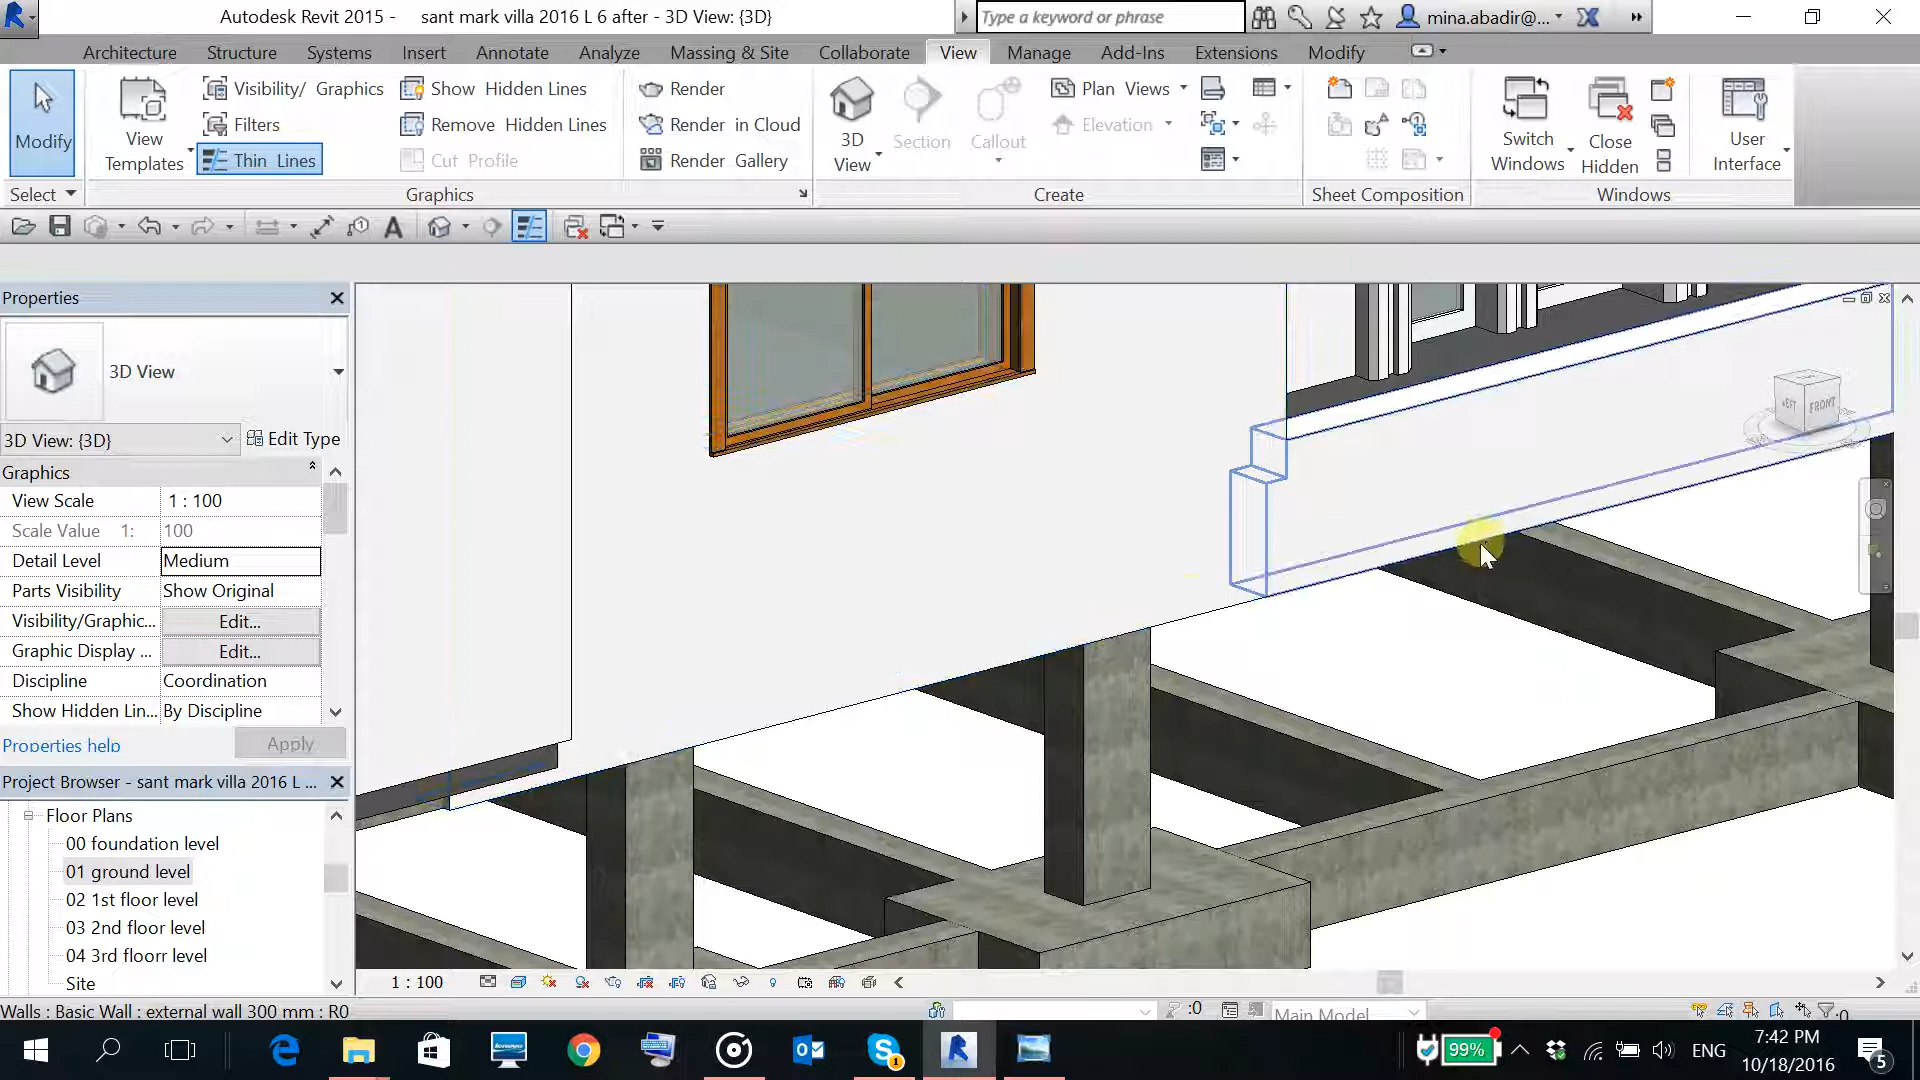 Autodesk Revit 2015 - sant mark villa 2016 L 6 after - 3D View: {3D}
Type a keyword or phrase
mina.abadir@...
Architecture Structure Systems Insert Annotate Analyze Massing & Site Collaborate View Manage Add-Ins Extensions Modify
Modify
View Templates
Visibility/ Graphics
Filters
Thin Lines
Show Hidden Lines
Remove Hidden Lines
Cut Profile
Render
Render in Cloud
Render Gallery
3D View
Section
Callout
Plan Views
Elevation
Switch Windows
Close Hidden
User Interface
Select Graphics Create Sheet Composition Windows
Properties
3D View
3D View: {3D} Edit Type
Graphics
View Scale 1 : 100
Scale Value 1: 100
Detail Level Medium
Parts Visibility Show Original
Visibility/Graphic... Edit...
Graphic Display ... Edit...
Discipline Coordination
Show Hidden Lin... By Discipline
Properties help Apply
Project Browser - sant mark villa 2016 L ...
Floor Plans
00 foundation level
01 ground level
02 1st floor level
03 2nd floor level
04 3rd floorr level
Site
LEFT FRONT
1 : 100
Walls : Basic Wall : external wall 300 mm : R0
:0
Main Model
:0
lenovo
1
99%
ENG
7:42 PM
10/18/2016
5